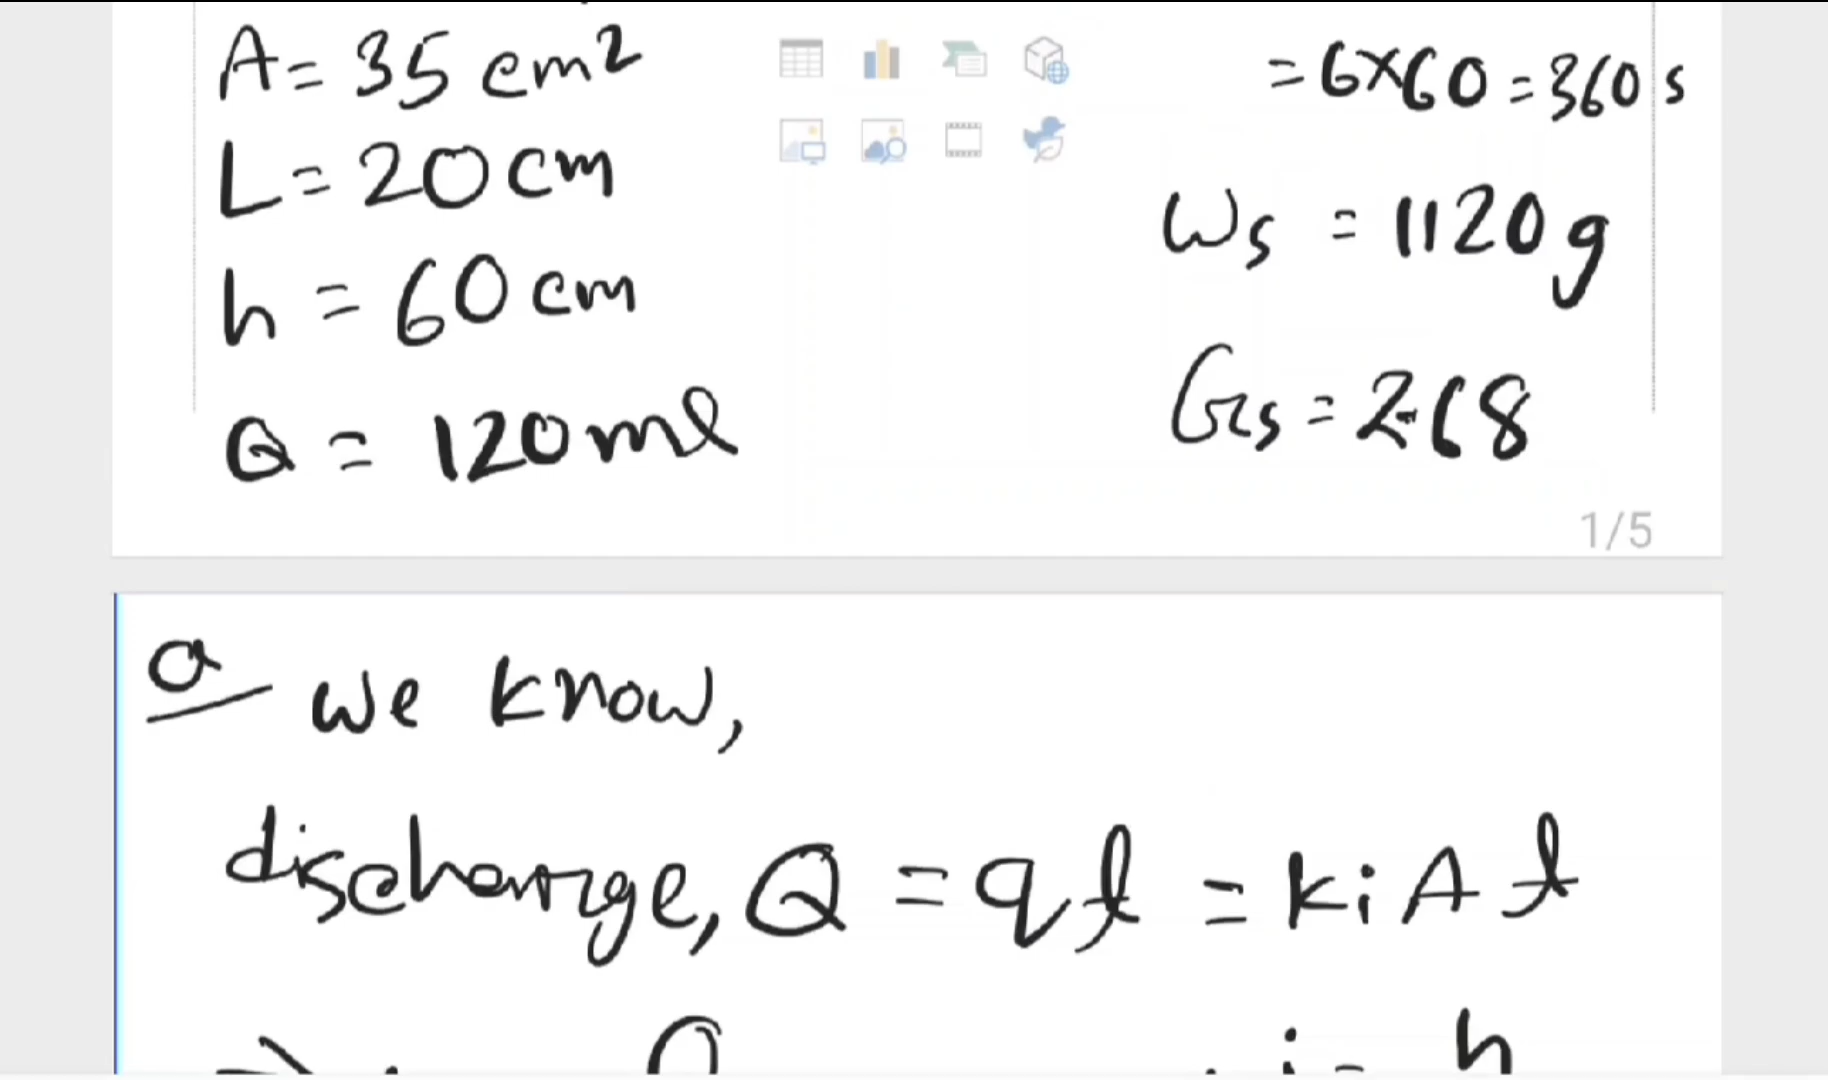 A = 35 cm2
L = 20 cm
h = 60 cm
Q = 120 ml
= 6×60 = 360 s
Ws = 1120 g
Gs = 2.68
1/5
a we know,
discharge, Q = qt = kiAt
i = h